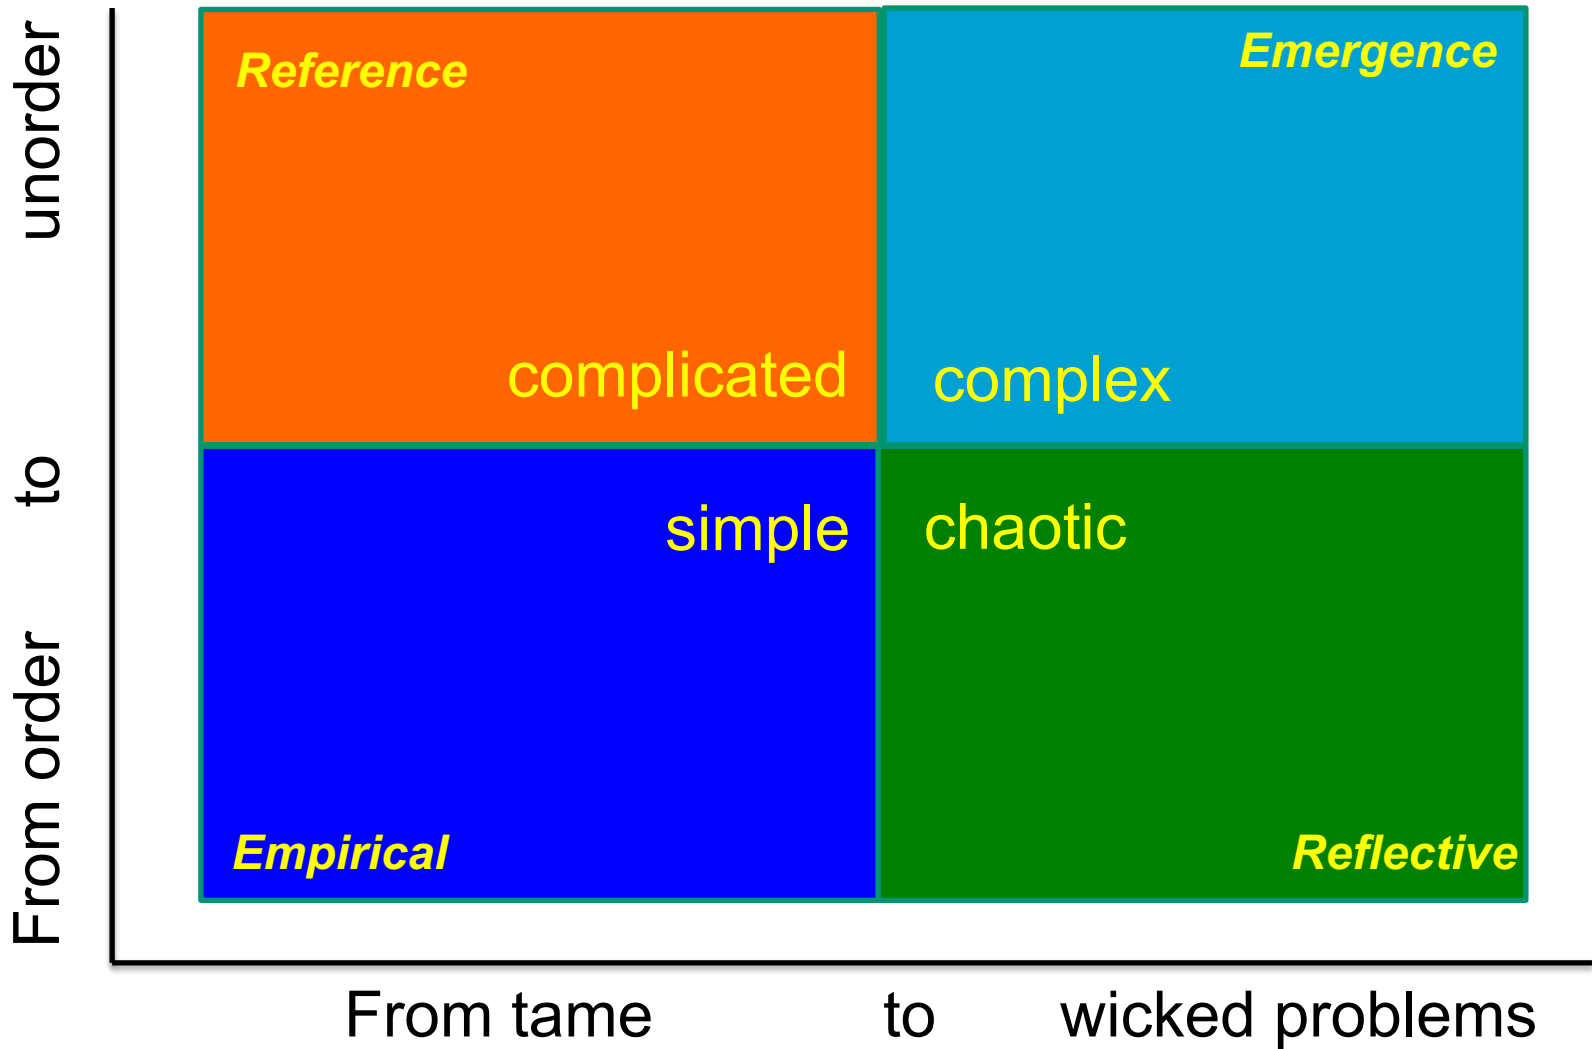 unorder
to
From order
Reference
Emergence
complicated
complex
simple
chaotic
Empirical
Reflective
From tame to wicked problems